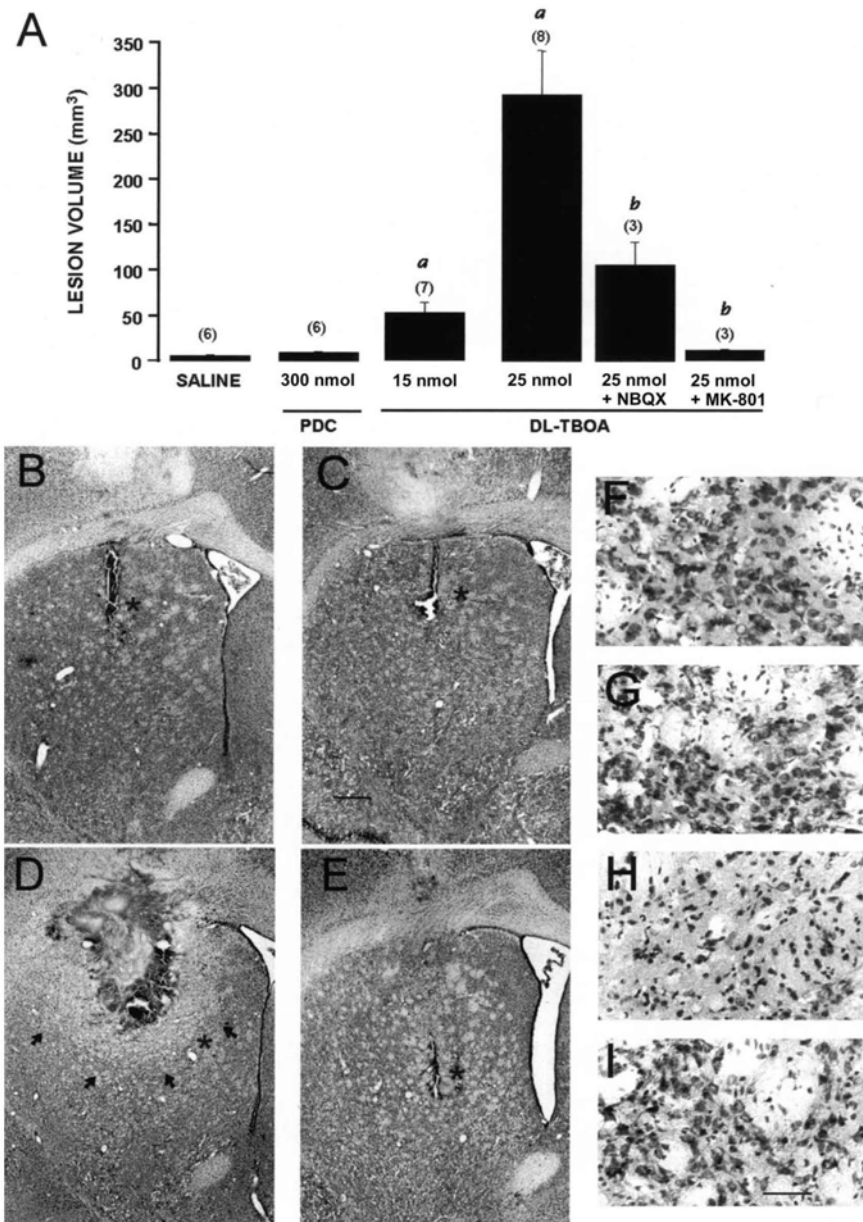 A
LESION VOLUME (mm³)
350
300
250
200
150
100
50
0
(6)
(6)
a
(7)
a
(8)
b
(3)
b
(3)
SALINE
300 nmol
15 nmol
25 nmol
25 nmol
+ NBQX
25 nmol
+ MK-801
PDC
DL-TBOA
B
C
*
*
D
E
*
*
F
G
H
I